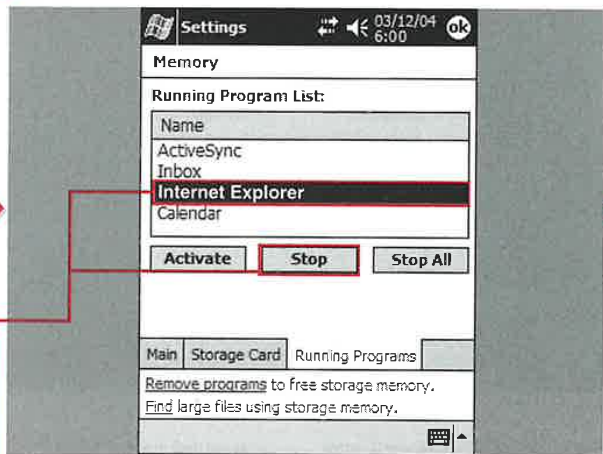 Settings 03/12/04
6:00 ok
Memory
Running Program List:
Name
ActiveSync
Inbox
Internet Explorer
Calendar
Activate Stop Stop All
Main Storage Card Running Programs
Remove programs to free storage memory.
Find large files using storage memory.